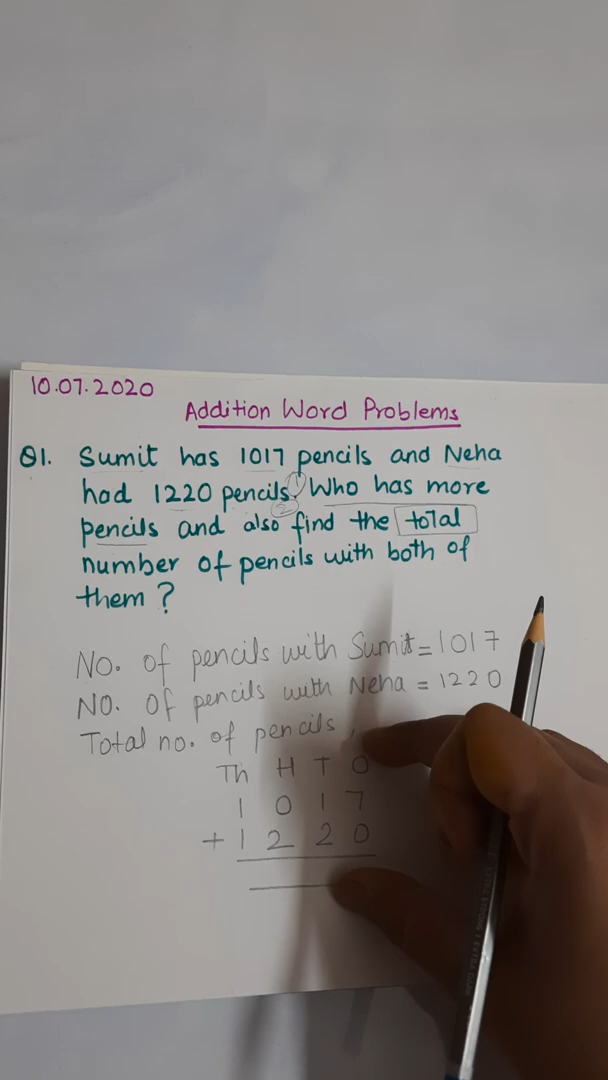 10.07.2020
Addition Word Problems
Q1. Sumit has 1017 pencils and Neha
had 1220 pencils. Who has more
pencils and also find the total
number of pencils with both of
them?
1
2
No. of pencils with Sumit = 1017
No. of pencils with Neha = 1220
Total no. of pencils
Th H T O
1 0 1 7
+ 1 2 2 0